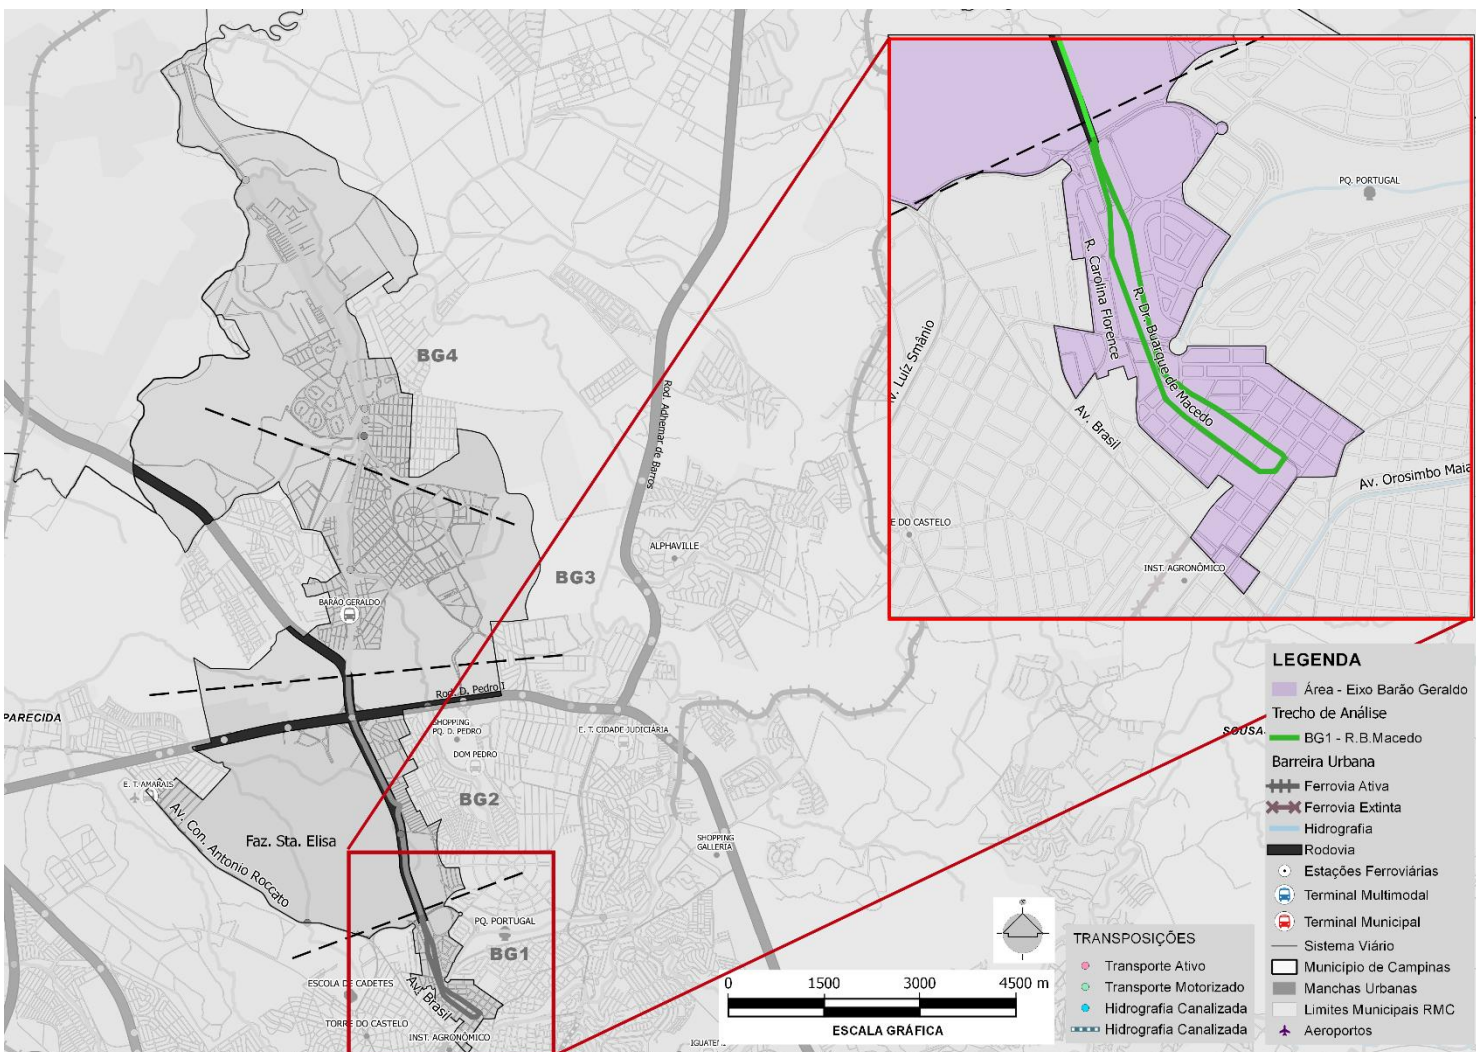 PQ. PORTUGAL
R. Carolina Florence
R. Dr. Buarque de Macedo
Av. Luíz Smânio
Av. Brasil
Av. Orosimbo Maia
E DO CASTELO
INST. AGRONÔMICO
BG4
Rod. Adhemar de Barros
ALPHAVILLE
BG3
BARÃO GERALDO
Rod. D. Pedro I
PARECIDA
SHOPPING
PQ. D. PEDRO
E. T. CIDADE JUDICIÁRIA
DOM PEDRO
SOUSA
E. T. AMARAIS
BG2
Av. Con. Antonio Roccato
Faz. Sta. Elisa
SHOPPING
GALLERIA
PQ. PORTUGAL
BG1
ESCOLA DE CADETES
Av. Brasil
TORRE DO CASTELO
INST. AGRONÔMICO
IGUATEMI
0 1500 3000 4500 m
ESCALA GRÁFICA
TRANSPOSIÇÕES
Transporte Ativo
Transporte Motorizado
Hidrografia Canalizada
Hidrografia Canalizada
LEGENDA
Área - Eixo Barão Geraldo
Trecho de Análise
BG1 - R.B.Macedo
Barreira Urbana
Ferrovia Ativa
Ferrovia Extinta
Hidrografia
Rodovia
Estações Ferroviárias
Terminal Multimodal
Terminal Municipal
Sistema Viário
Município de Campinas
Manchas Urbanas
Limites Municipais RMC
Aeroportos